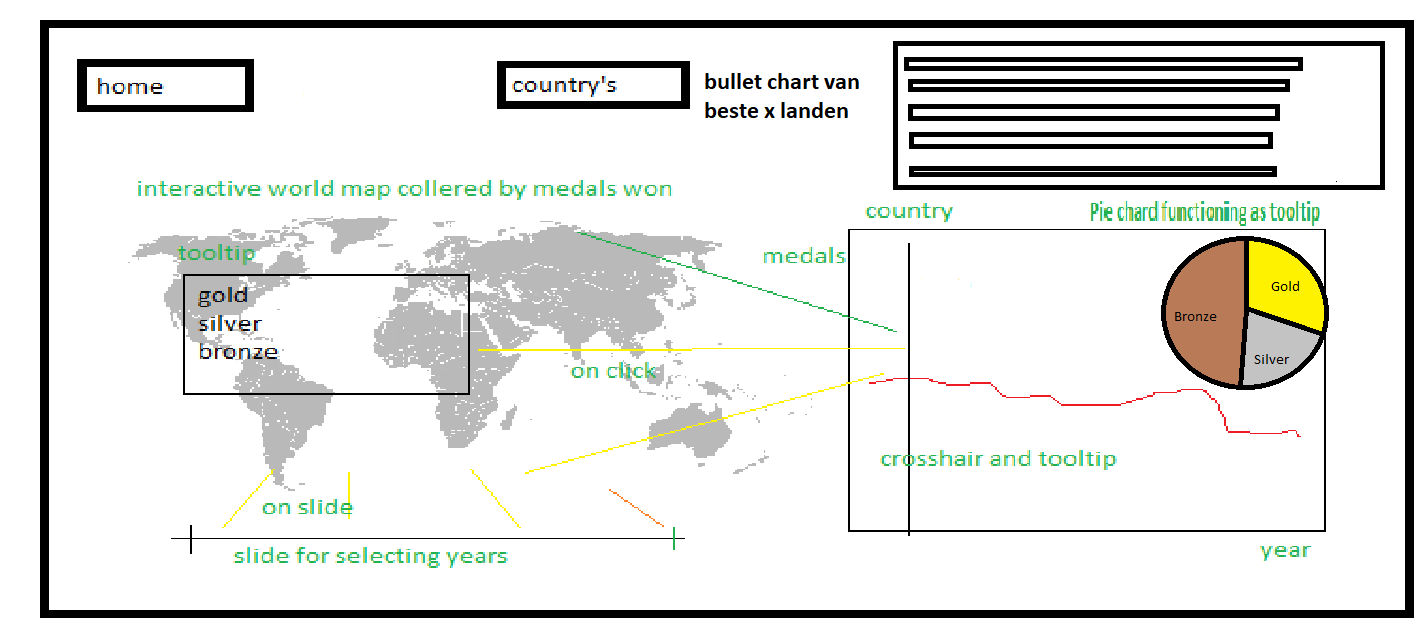 home
country's
bullet chart van
beste x landen
interactive world map collered by medals won
tooltip
gold
silver
bronze
on click
on slide
slide for selecting years
country
Pie chard functioning as tooltip
medals
Gold
Bronze
Silver
crosshair and tooltip
year